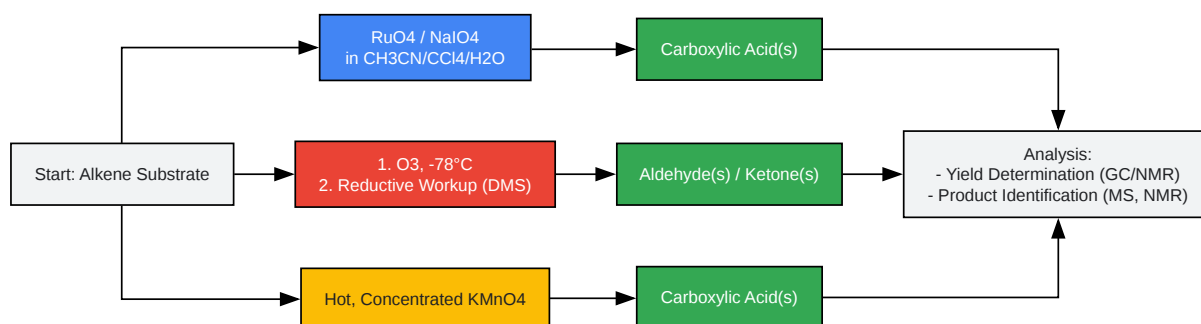 RuO4 / NaIO4
in CH3CN/CCl4/H2O
Carboxylic Acid(s)
Start: Alkene Substrate
1. O3, -78°C
2. Reductive Workup (DMS)
Aldehyde(s) / Ketone(s)
Analysis:
- Yield Determination (GC/NMR)
- Product Identification (MS, NMR)
Hot, Concentrated KMnO4
Carboxylic Acid(s)